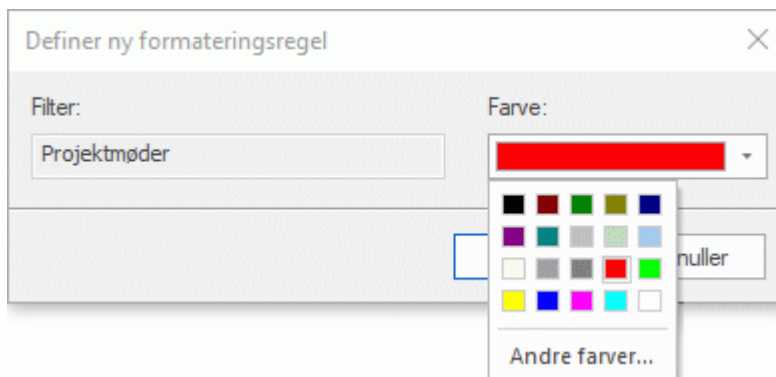 Definer ny formateringsregel
Filter:
Farve:
Projektmøder
nuller
Andre farver...